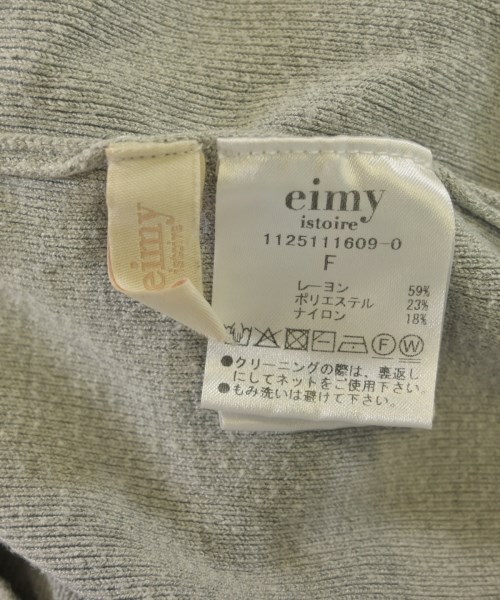 eimy
istoire
eimy
istoire
1125111609-0
F
レーヨン 59%
ポリエステル 23%
ナイロン 18%
F W
●クリーニングの際は、裏返し
にしてネットをご使用下さい。
●もみ洗いは避けて下さい。